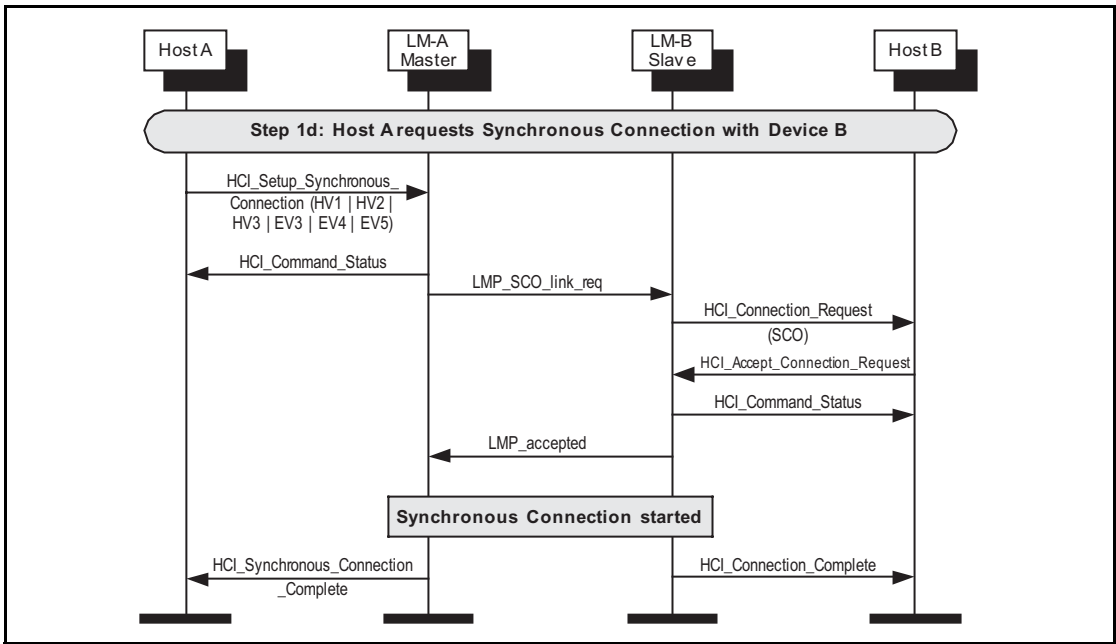 Host A
LM-A
Master
LM-B
Slave
Host B
Step 1d: Host A requests Synchronous Connection with Device B
HCI_Setup_Synchronous_
Connection (HV1 | HV2 |
HV3 | EV3 | EV4 | EV5)
HCI_Command_Status
LMP_SCO_link_req
HCI_Connection_Request
(SCO)
HCI_Accept_Connection_Request
HCI_Command_Status
LMP_accepted
Synchronous Connection started
HCI_Synchronous_Connection
_Complete
HCI_Connection_Complete